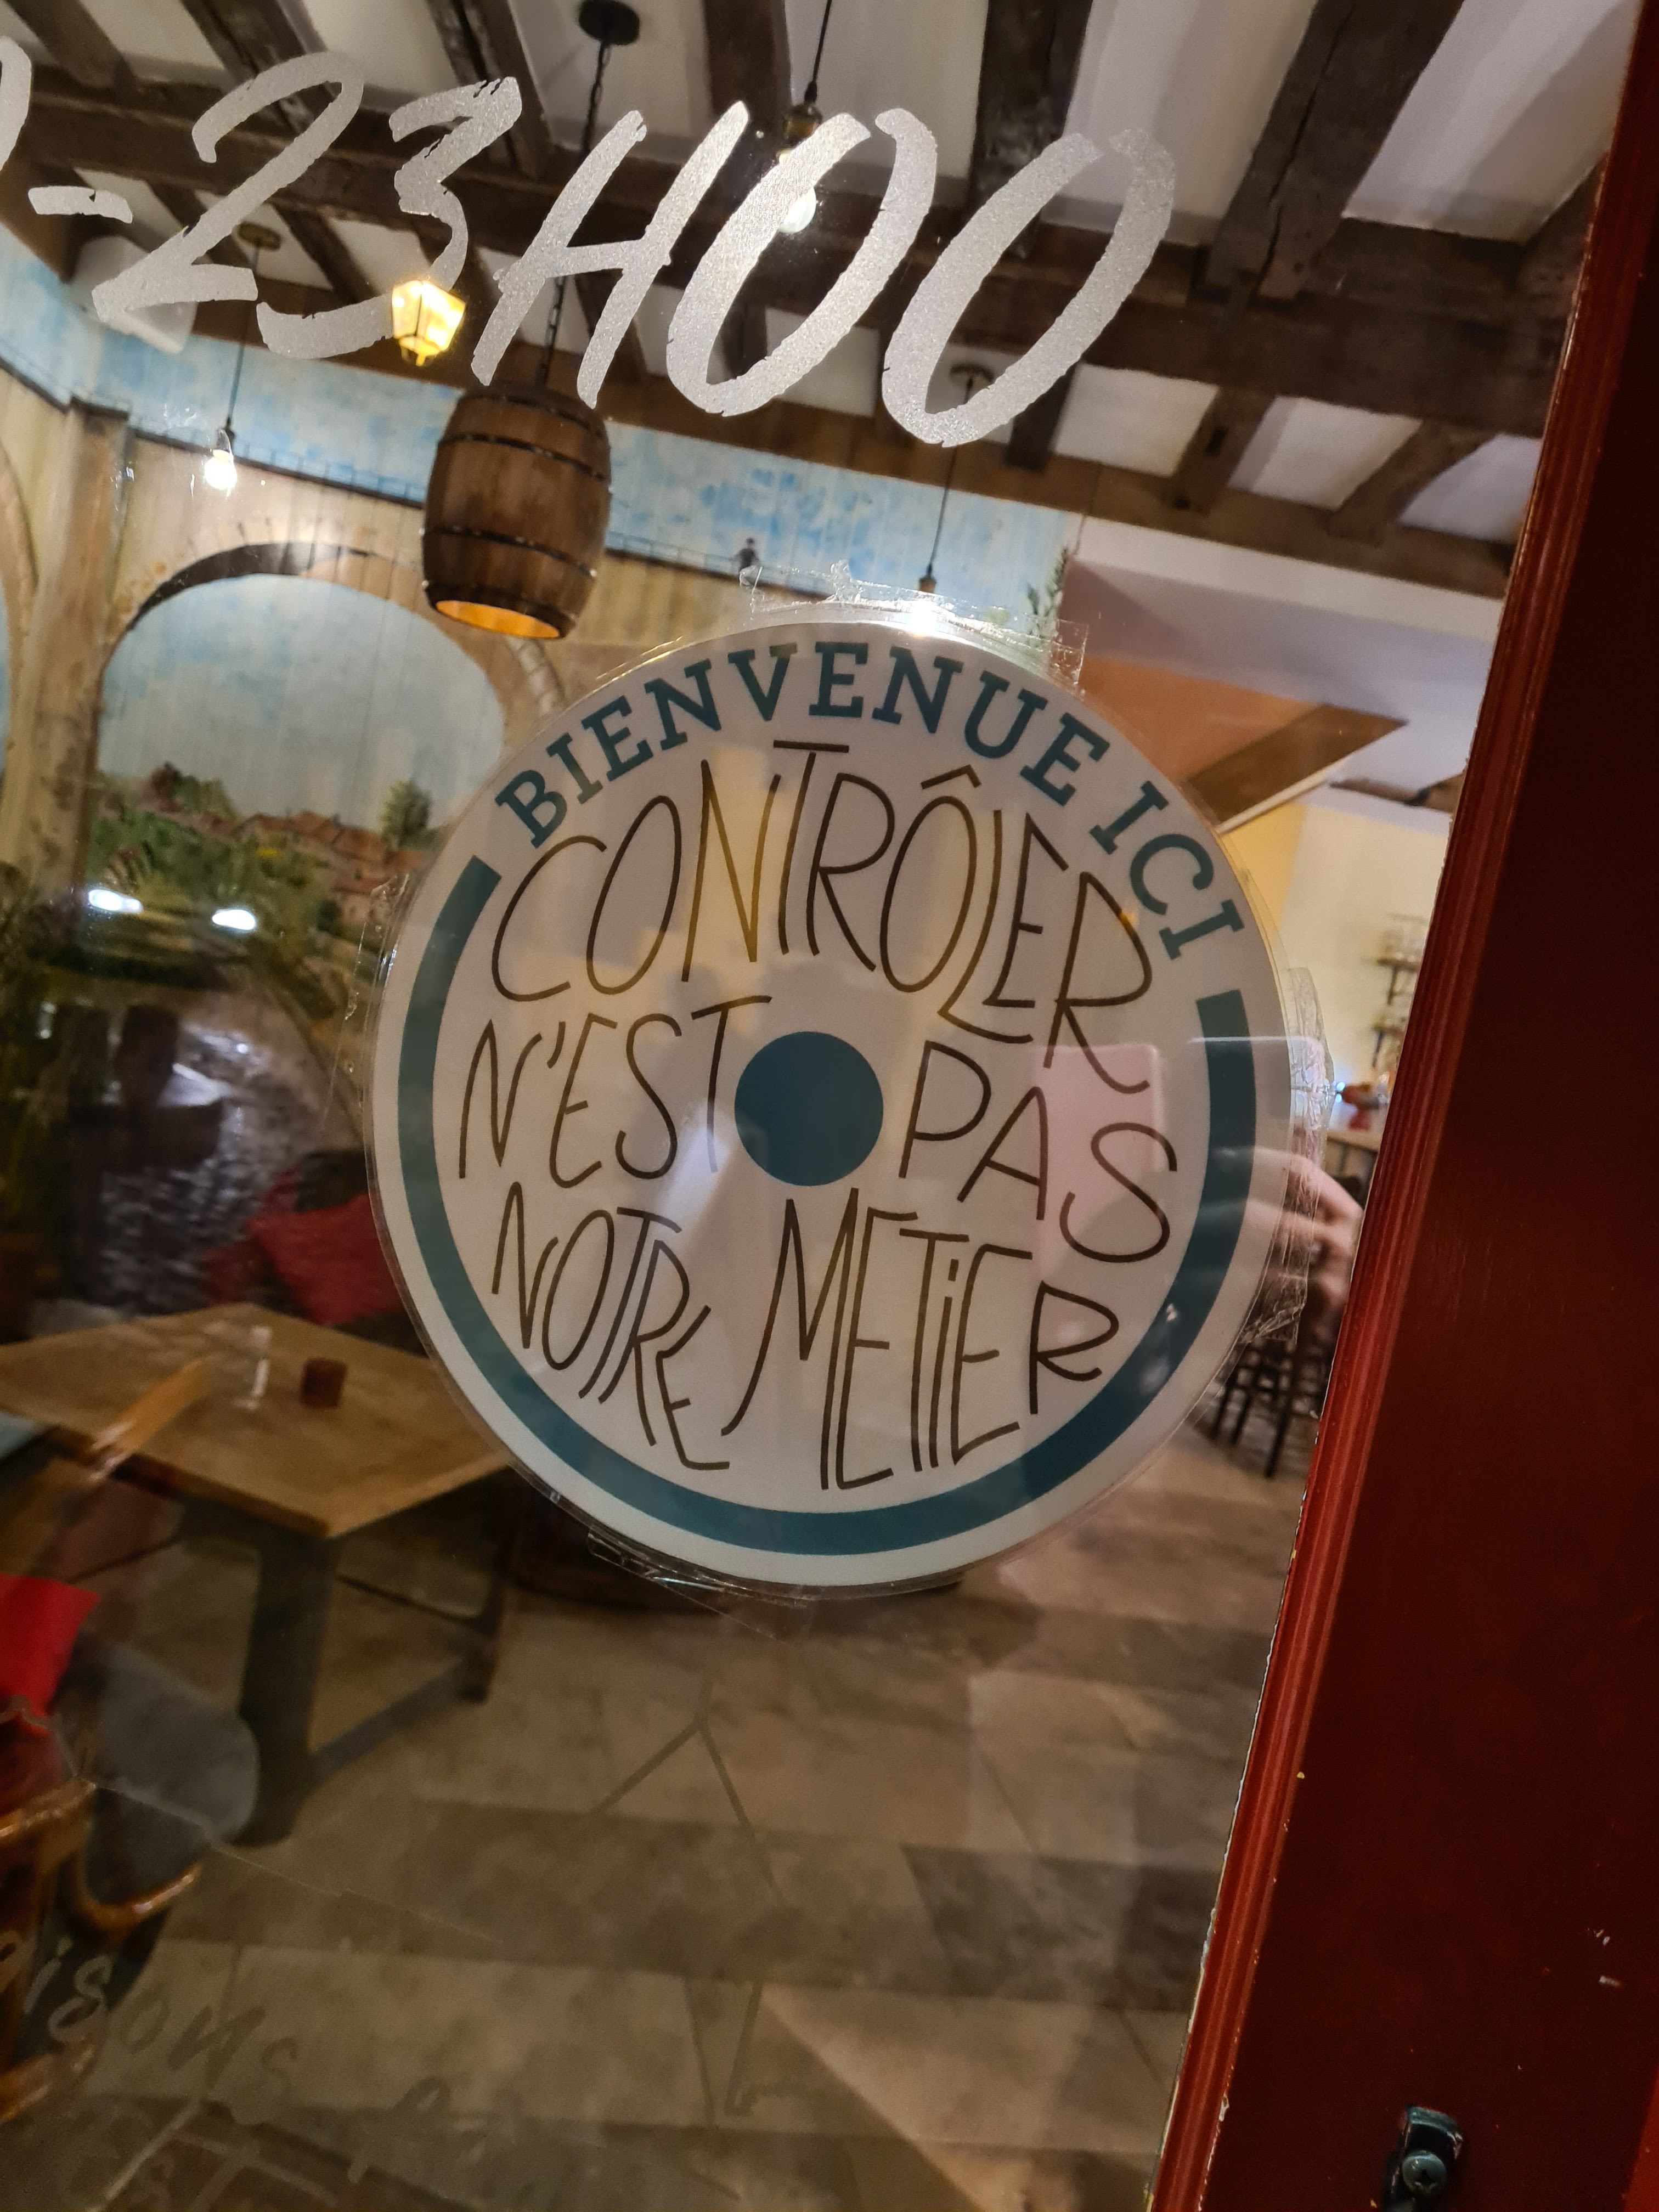 -23H00
BIENVENUE ICI
CONTRÔLER
N'EST PAS
NOTRE METiER